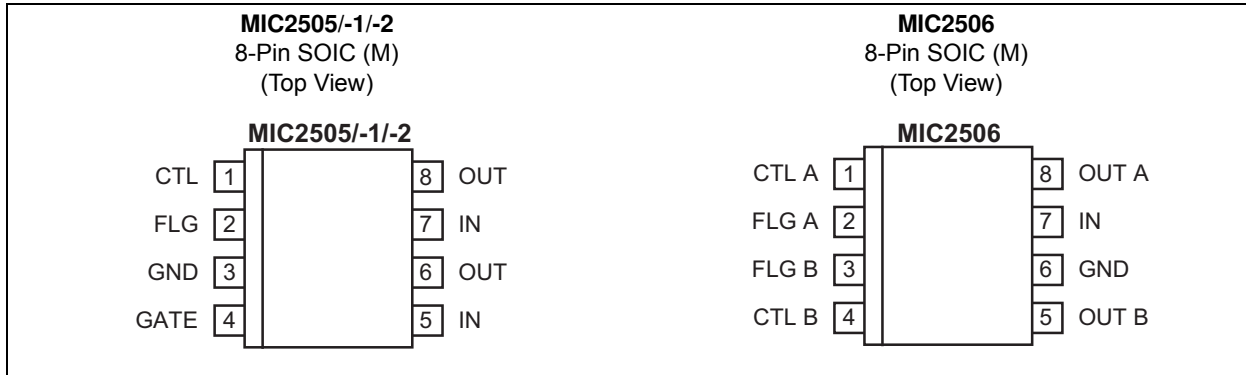 MIC2505/-1/-2
8-Pin SOIC (M)
(Top View)
MIC2505/-1/-2
CTL 1 8 OUT
FLG 2 7 IN
GND 3 6 OUT
GATE 4 5 IN
MIC2506
8-Pin SOIC (M)
(Top View)
MIC2506
CTL A 1 8 OUT A
FLG A 2 7 IN
FLG B 3 6 GND
CTL B 4 5 OUT B